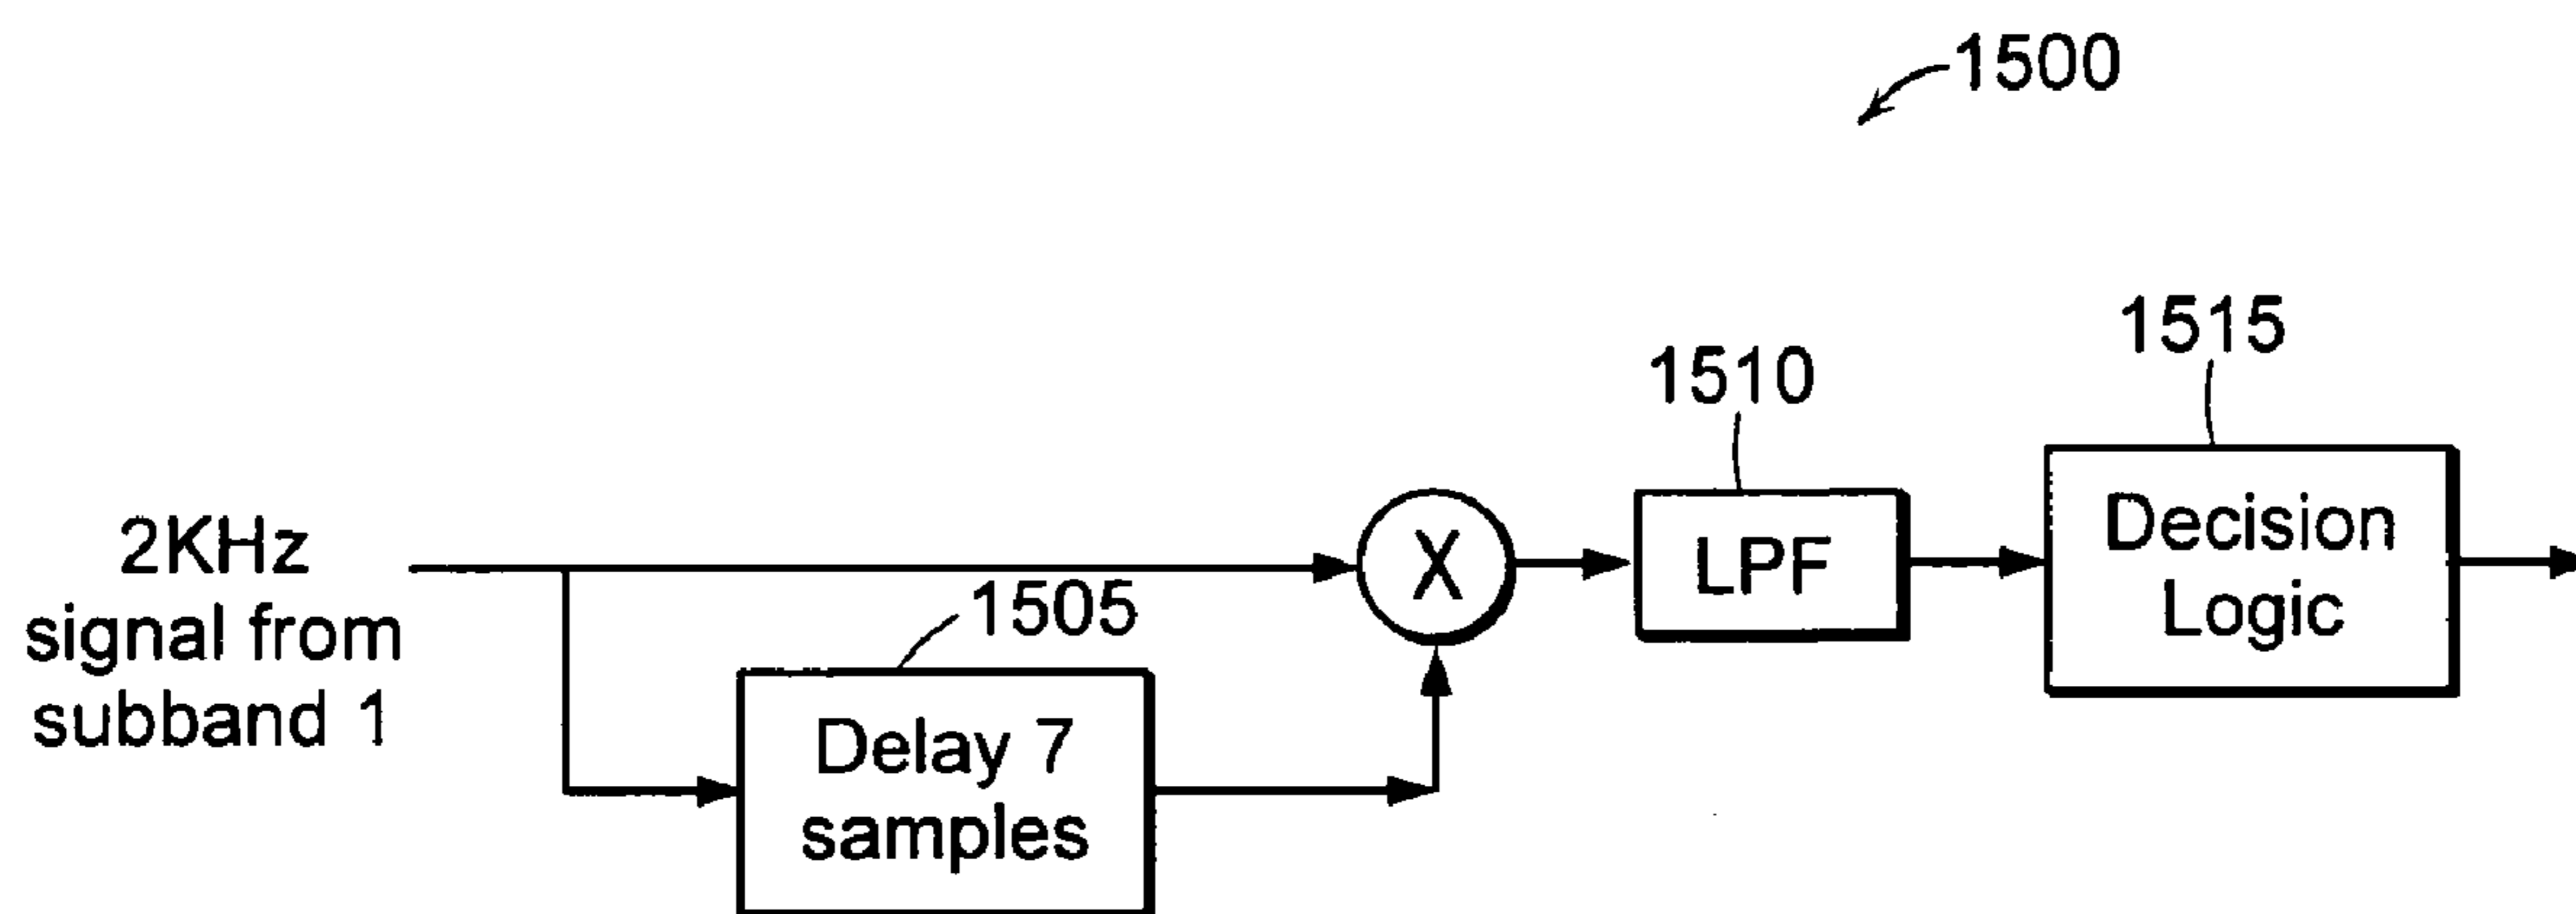 1500
1515
1510
2KHz
signal from
subband 1
X
LPF
Decision
Logic
1505
Delay 7
samples